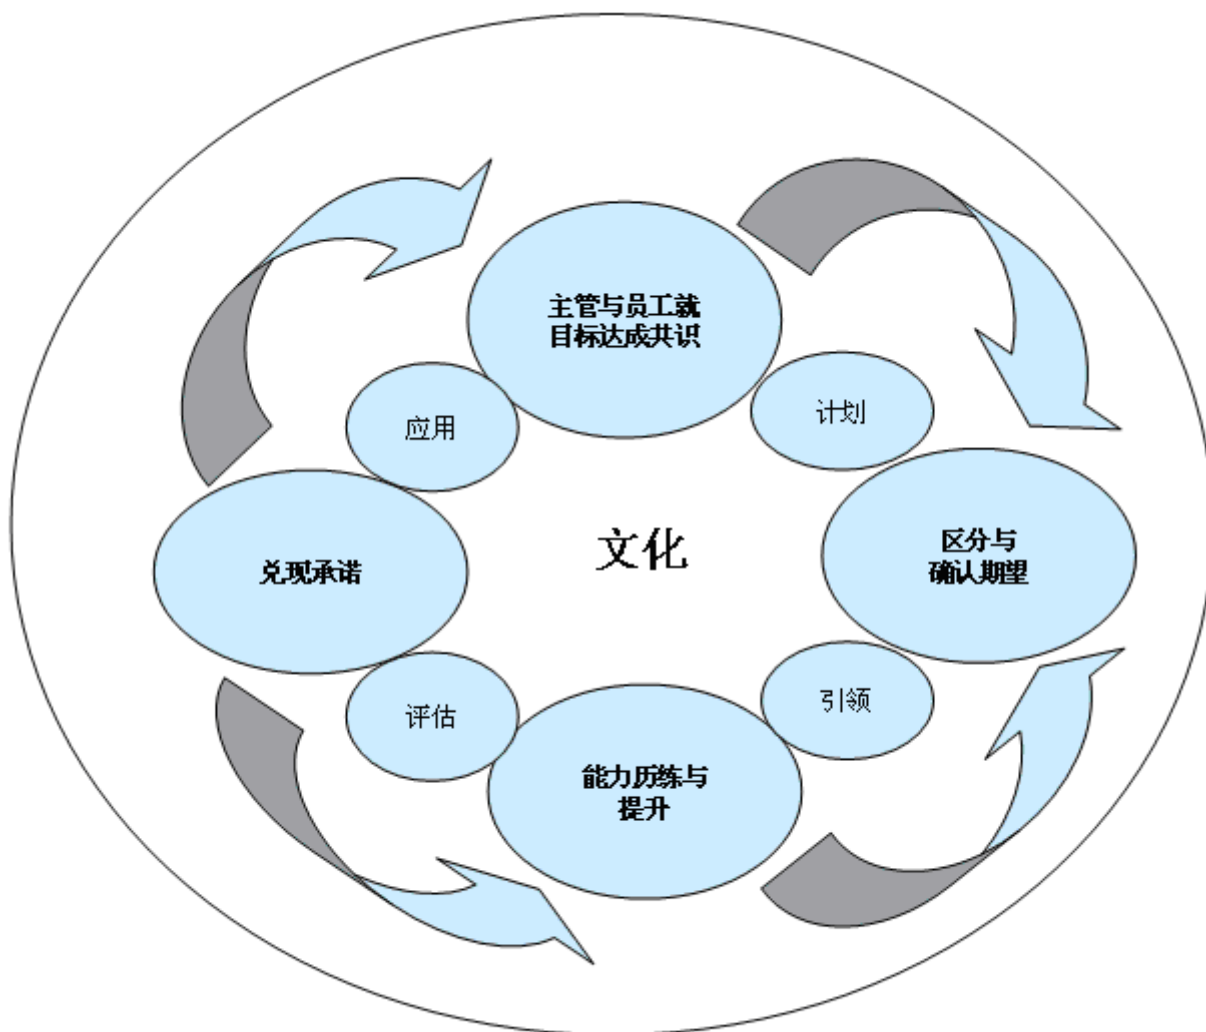 主管与员工就
目标达成共识
应用
计划
文化
区分与
确认期望
兑现承诺
评估
引领
能力历练与
提升